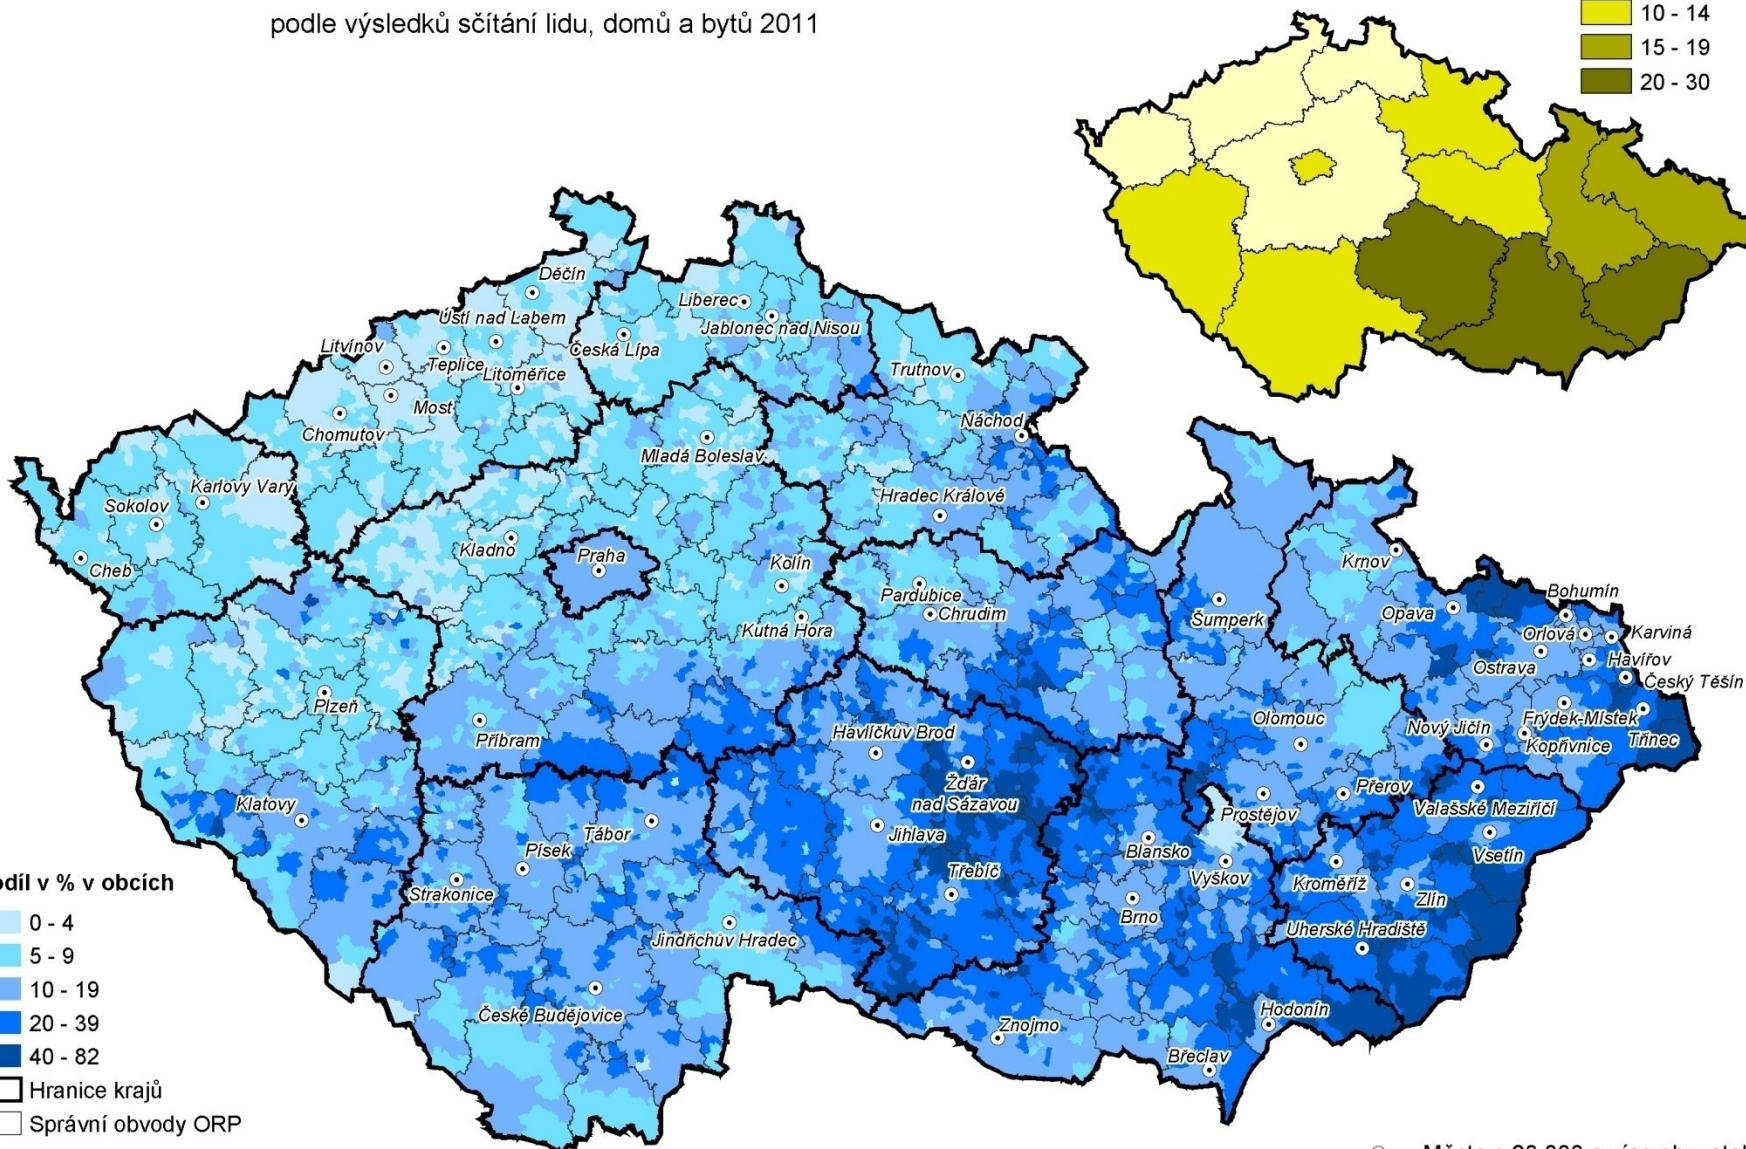 podle výsledků sčítání lidu, domů a bytů 2011
10 - 14
15 - 19
20 - 30
Děčín
Ústí nad Labem
Liberec
Jablonec nad Nisou
Litvínov
Teplice
Litoměřice
Česká Lípa
Trutnov
Most
Chomutov
Náchod
Mladá Boleslav
Karlovy Vary
Sokolov
Hradec Králové
Kladno
Praha
Kolín
Cheb
Krnov
Pardubice
Chrudim
Kutná Hora
Šumperk
Opava
Bohumín
Orlová
Karviná
Ostrava
Havířov
Český Těšín
Plzeň
Příbram
Havlíčkův Brod
Olomouc
Nový Jičín
Frýdek-Místek
Kopřivnice
Třinec
Žďár
nad Sázavou
Klatovy
Tábor
Jihlava
Prostějov
Přerov
Valašské Meziříčí
Písek
Blansko
Vyškov
Vsetín
Strakonice
Třebíč
Kroměříž
Zlín
Brno
Jindřichův Hradec
Uherské Hradiště
České Budějovice
Znojmo
Hodonín
Břeclav
v % v obcích
0 - 4
5 - 9
10 - 19
20 - 39
40 - 82
Hranice krajů
Správní obvody ORP